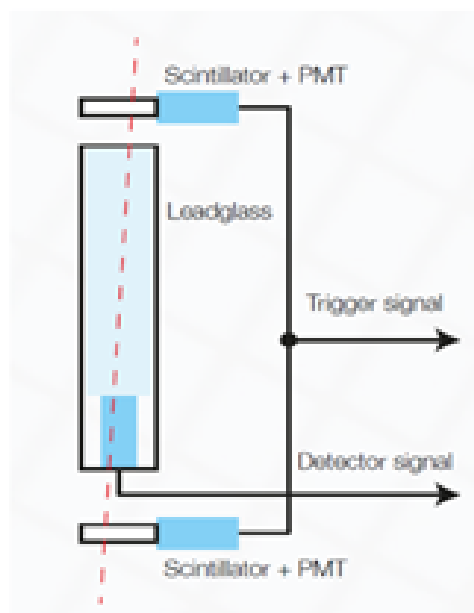 Scintillator + PMT
Leadglass
Trigger signal
Detector signal
Scintillator + PMT